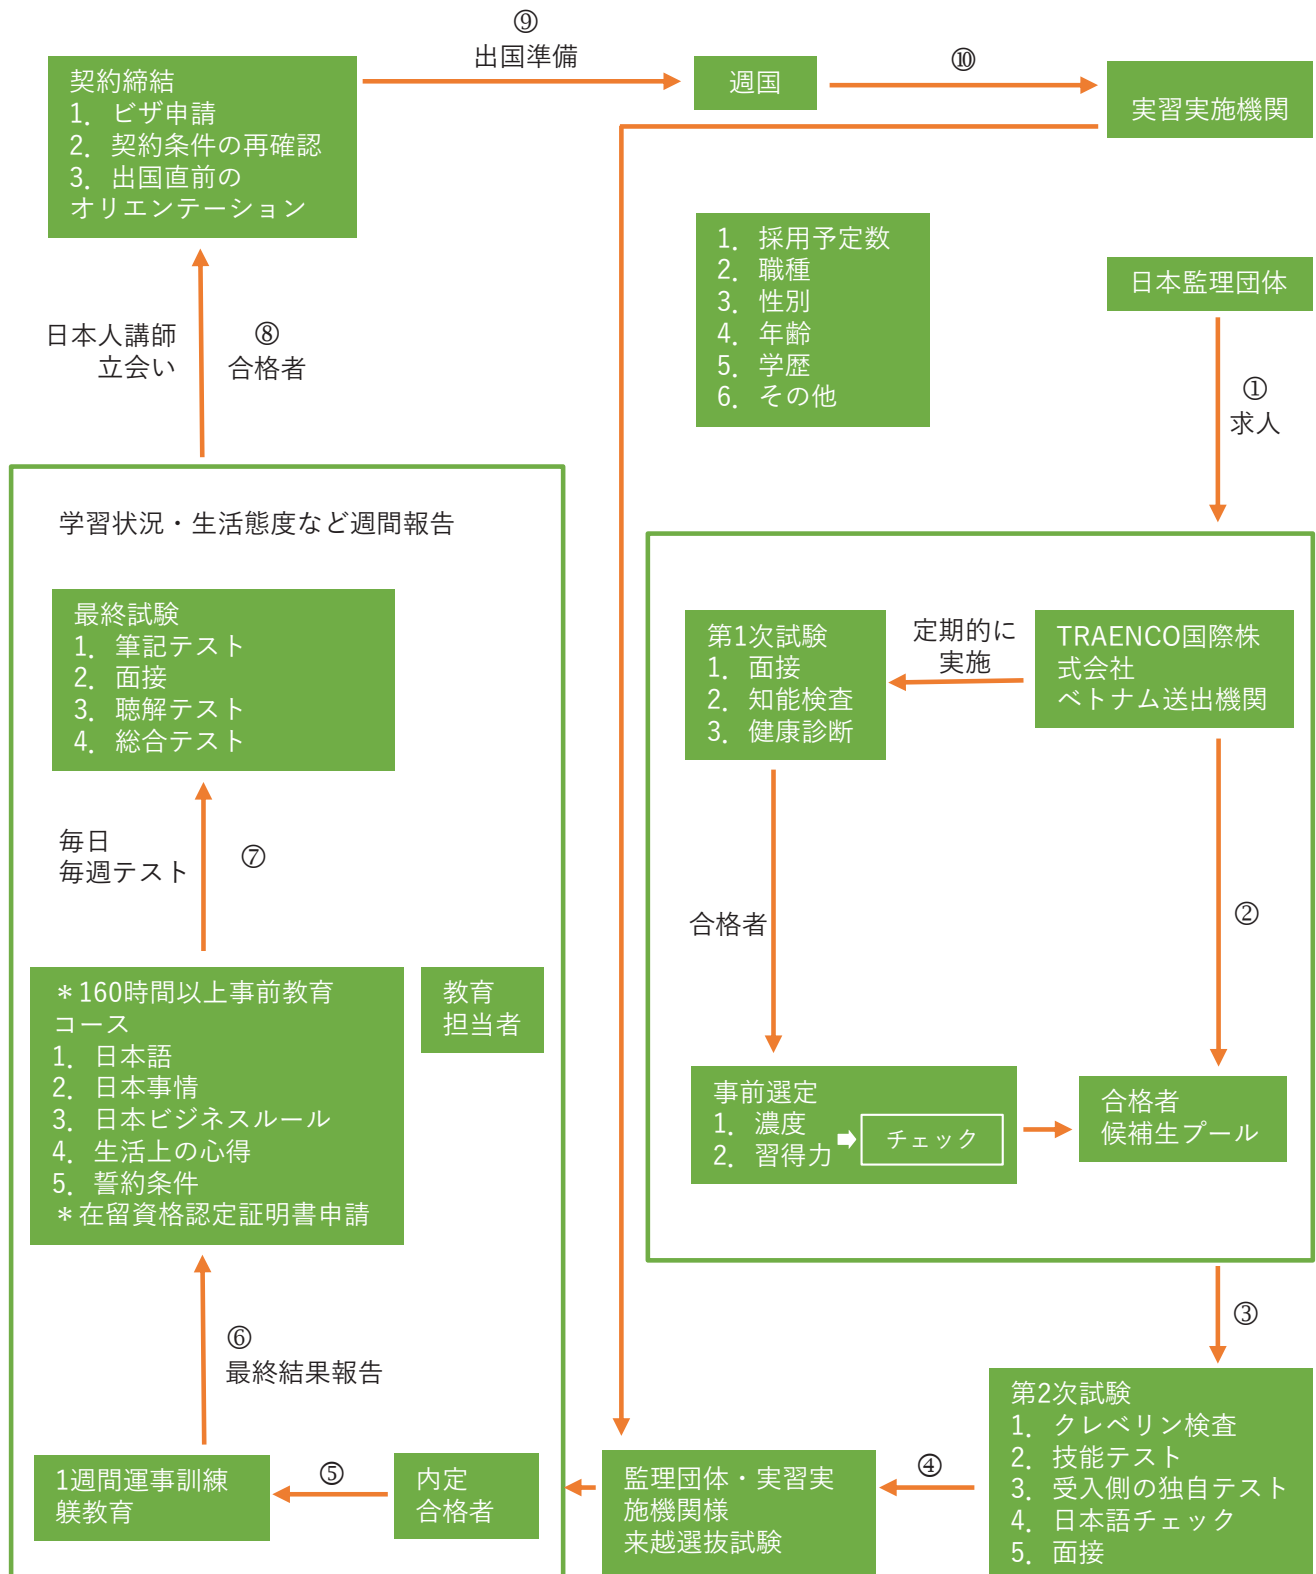 ⑨
出国準備
契約締結
1. ビザ申請
2. 契約条件の再確認
3. 出国直前の
オリエンテーション
週国
⑩
実習実施機関
1. 採用予定数
2. 職種
3. 性別
4. 年齢
5. 学歴
6. その他
日本監理団体
①
求人
日本人講師
立会い
⑧
合格者
学習状況・生活態度など週間報告
最終試験
1. 筆記テスト
2. 面接
3. 聴解テスト
4. 総合テスト
毎日
毎週テスト
⑦
*160時間以上事前教育
コース
1. 日本語
2. 日本事情
3. 日本ビジネスルール
4. 生活上の心得
5. 誓約条件
*在留資格認定証明書申請
教育
担当者
⑥
最終結果報告
1週間運事訓練
躾教育
⑤
内定
合格者
第1次試験
1. 面接
2. 知能検査
3. 健康診断
定期的に
実施
TRAENCO国際株
式会社
ベトナム送出機関
合格者
②
事前選定
1. 濃度
2. 習得力
チェック
合格者
候補生プール
③
第2次試験
1. クレベリン検査
2. 技能テスト
3. 受入側の独自テスト
4. 日本語チェック
5. 面接
④
監理団体・実習実
施機関様
来越選抜試験